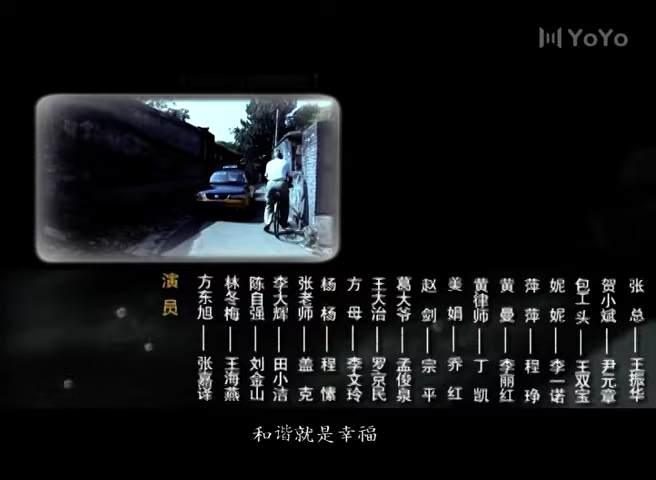 YoYo
演员
方东旭——张嘉译
林冬梅——王海燕
陈自强——刘金山
李大辉——田小洁
张老师——盖克
杨杨——程愫
方母——李文玲
王大治——罗京民
葛大爷——孟俊泉
赵剑——宗平
美娟——乔红
黄律师——丁凯
黄曼——李丽红
萍萍——程琤
妮妮——李一诺
包工头——王双宝
贺小斌——尹元章
张总——王振华
和谐就是幸福